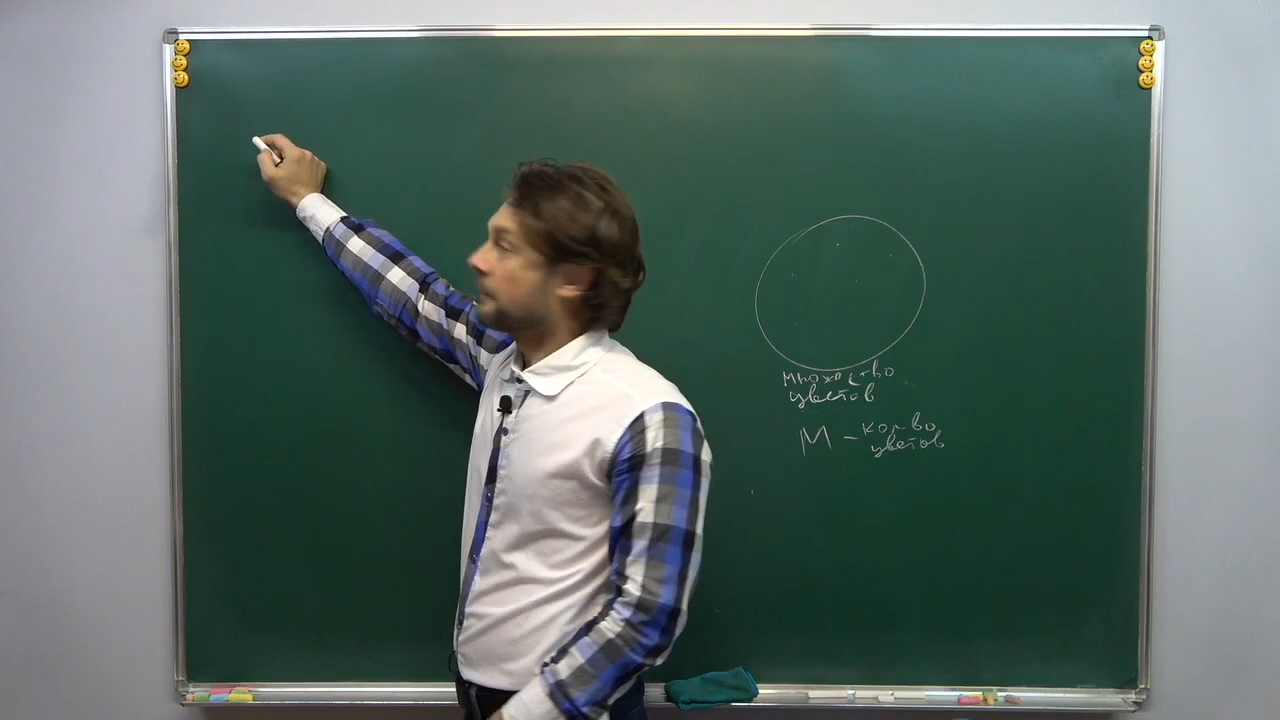 множество
цветов
М - кол-во
цветов